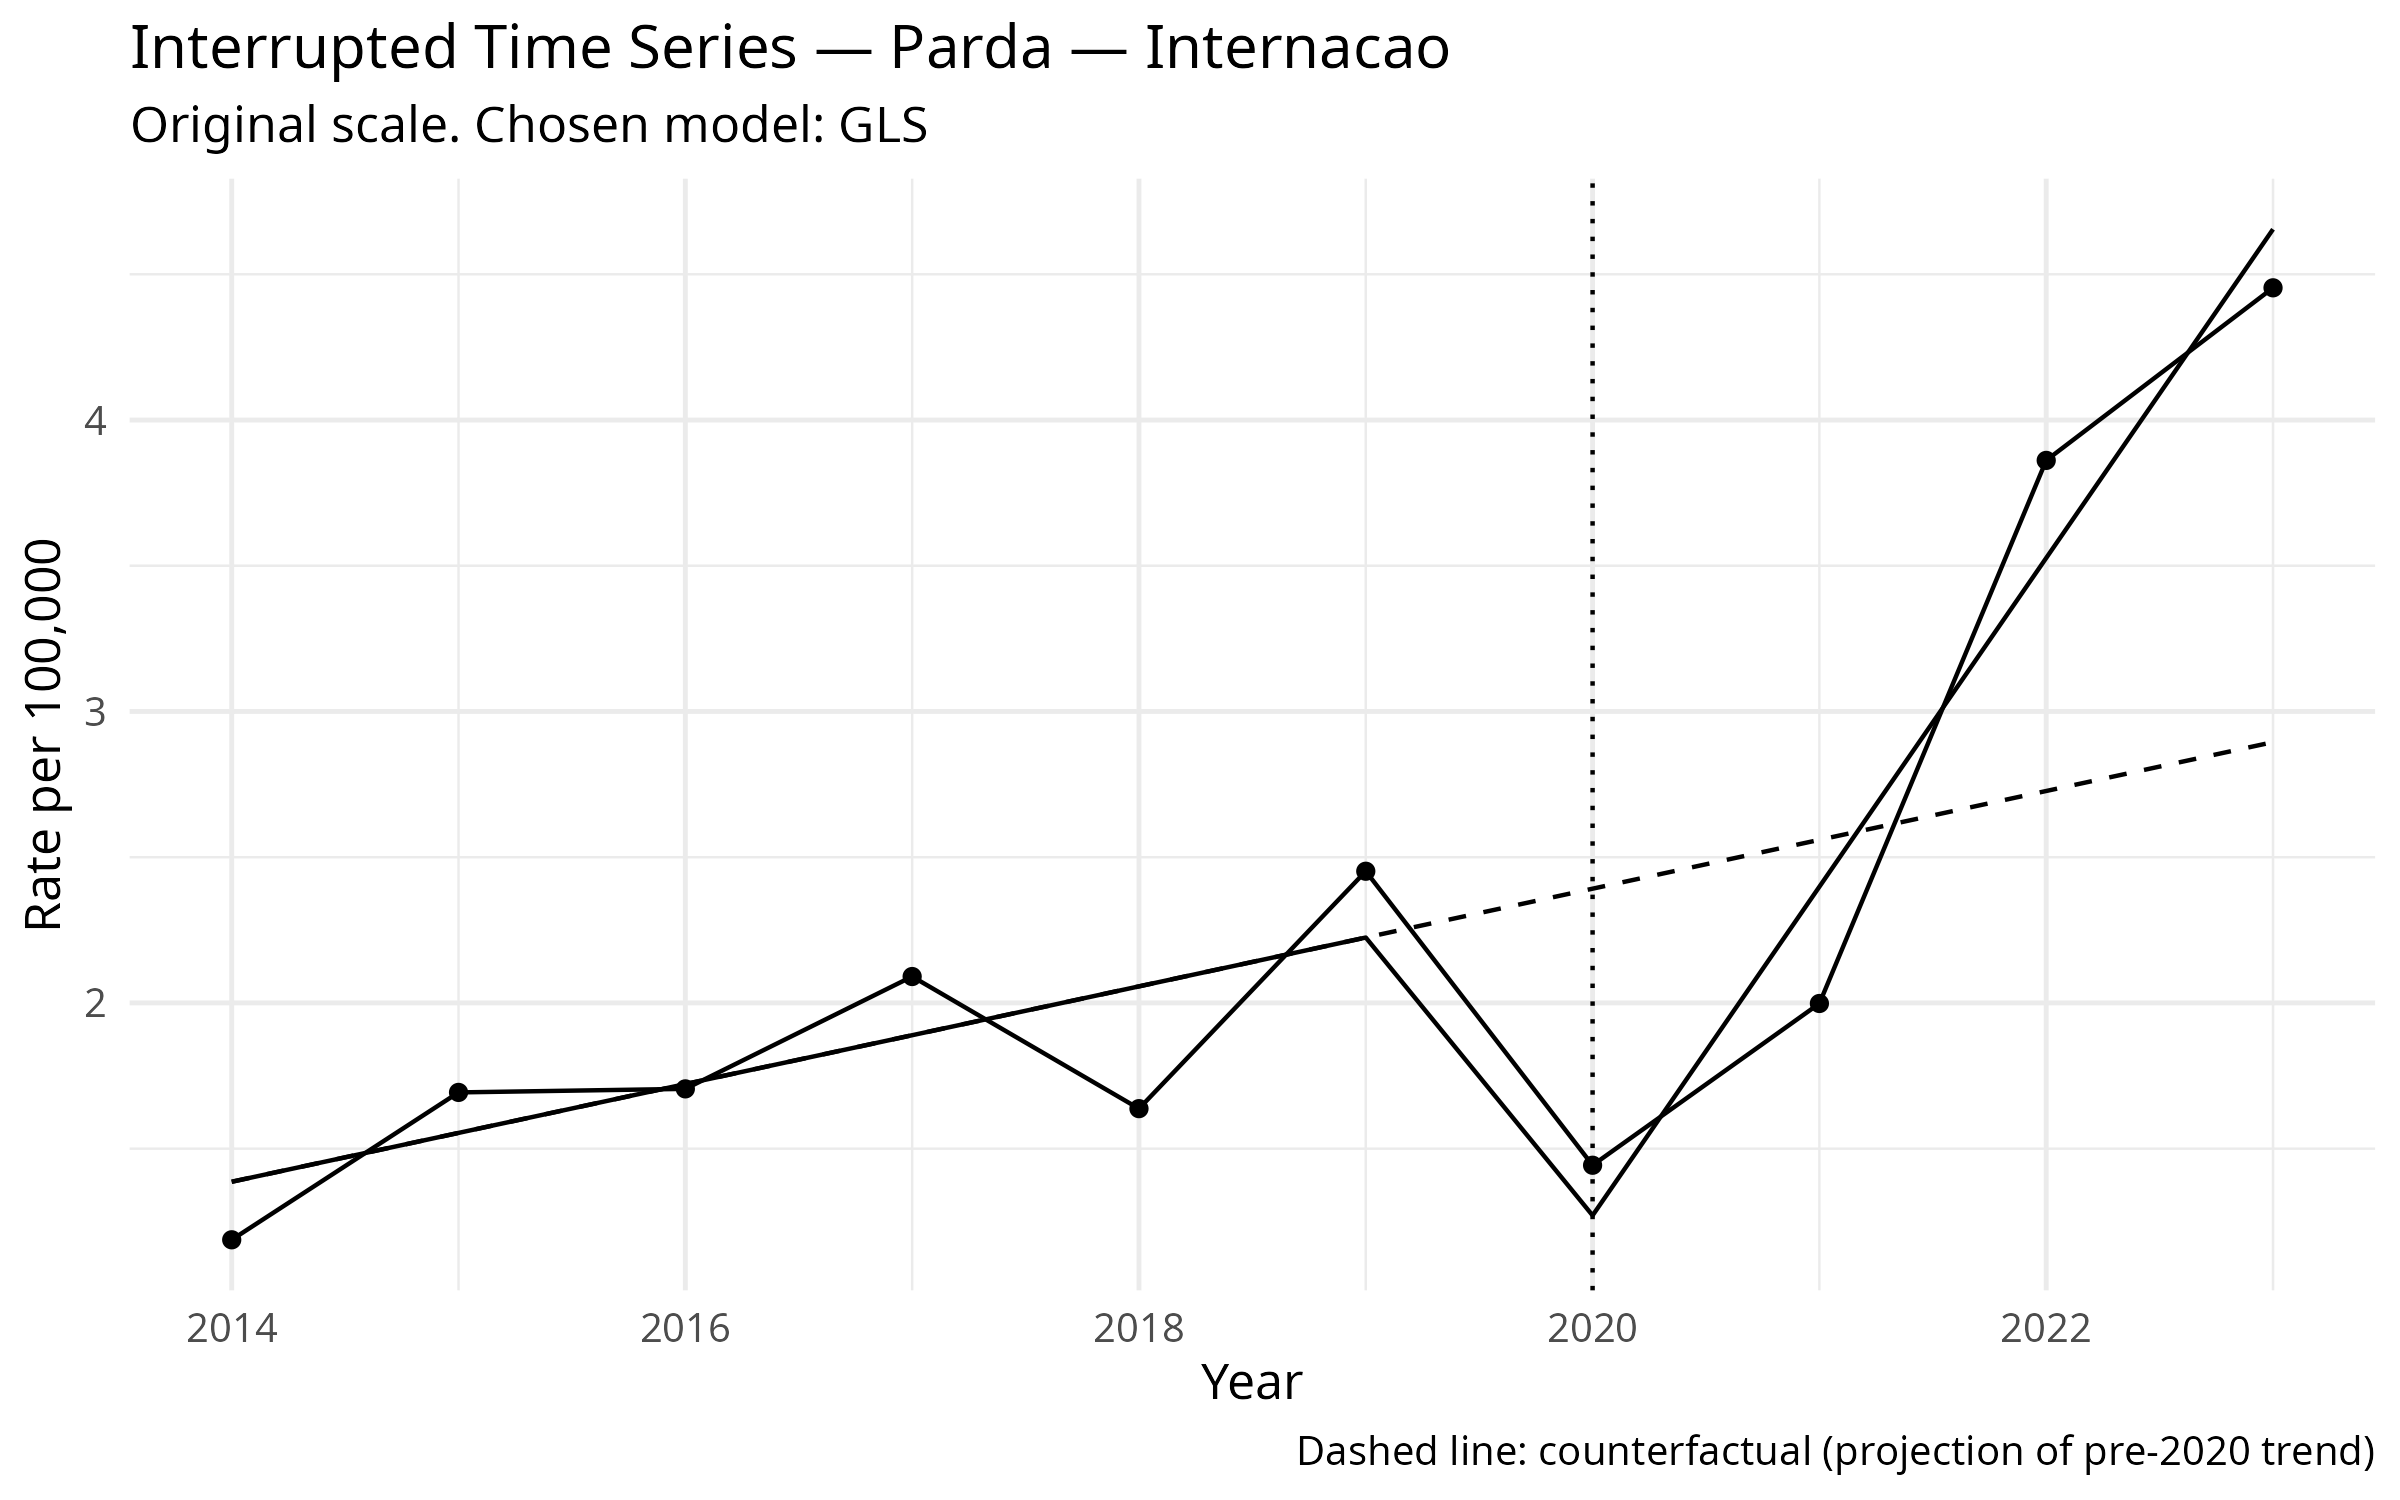 Interrupted Time Series — Parda — Internacao
Original scale. Chosen model: GLS
Rate per 100,000
4
3
2
2014 2016 2018 2020 2022
Year
Dashed line: counterfactual (projection of pre-2020 trend)